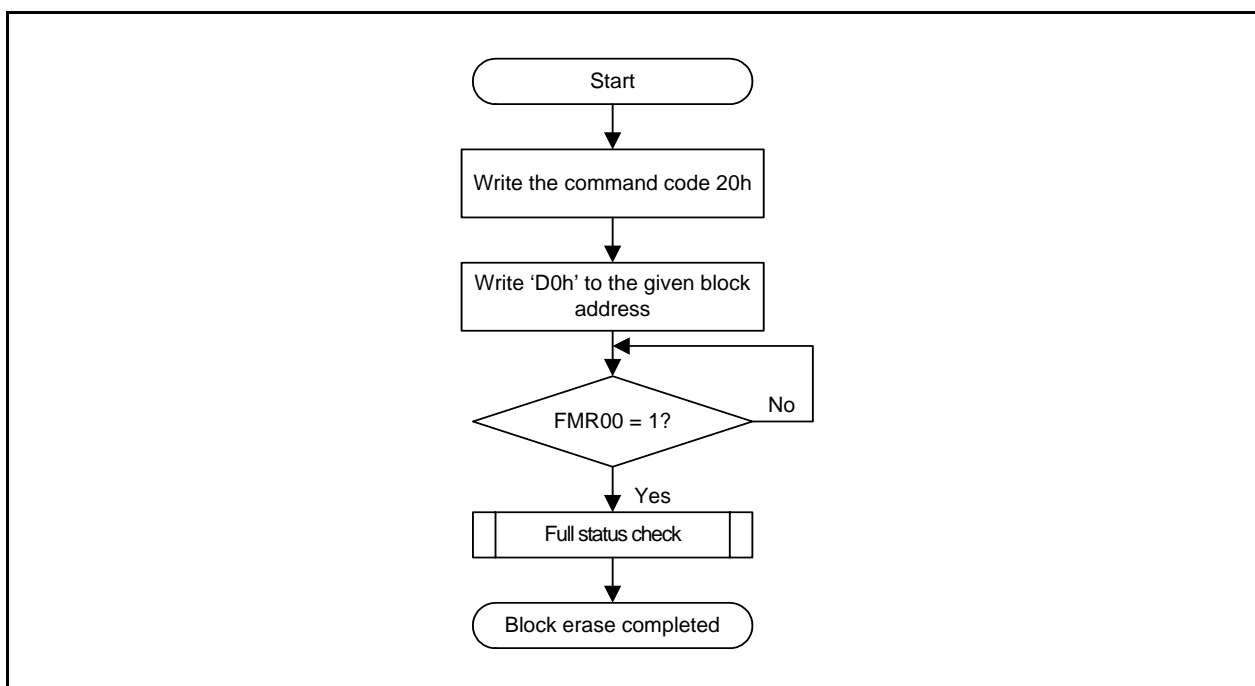 Start
Write the command code 20h
Write ‘D0h’ to the given block
address
FMR00 = 1?
No
Yes
Full status check
Block erase completed